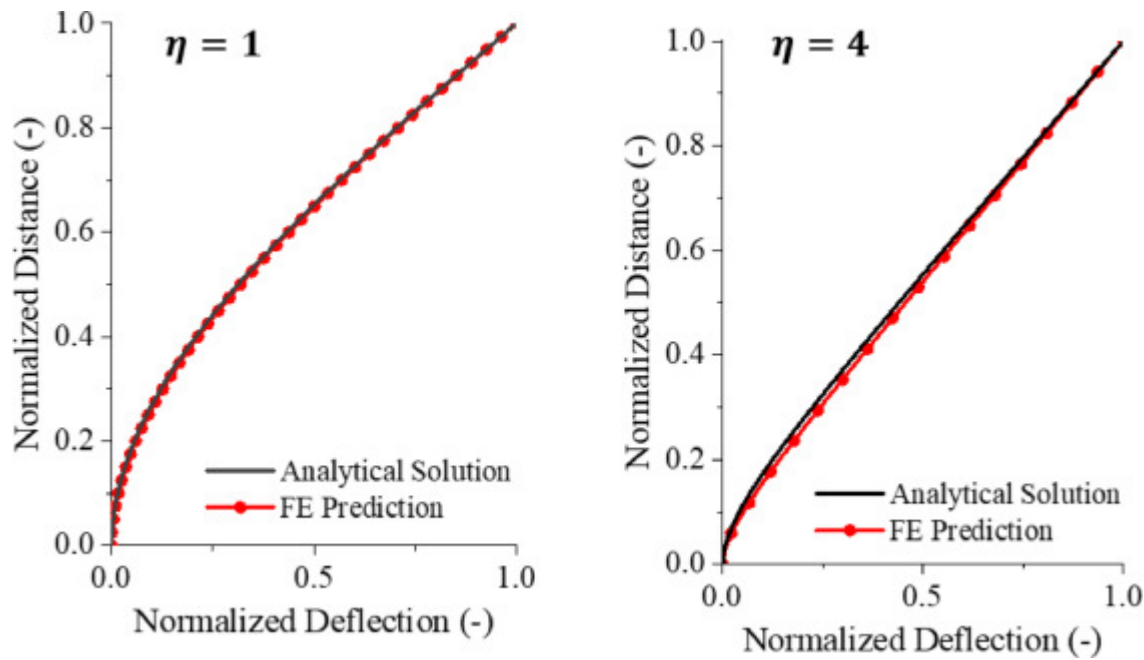 η = 1
1.0
0.8
0.6
0.4
0.2
0.0
Normalized Distance (-)
Analytical Solution
FE Prediction
0.0 0.5 1.0
Normalized Deflection (-)
η = 4
1.0
0.8
0.6
0.4
0.2
0.0
Normalized Distance (-)
Analytical Solution
FE Prediction
0.0 0.5 1.0
Normalized Deflection (-)